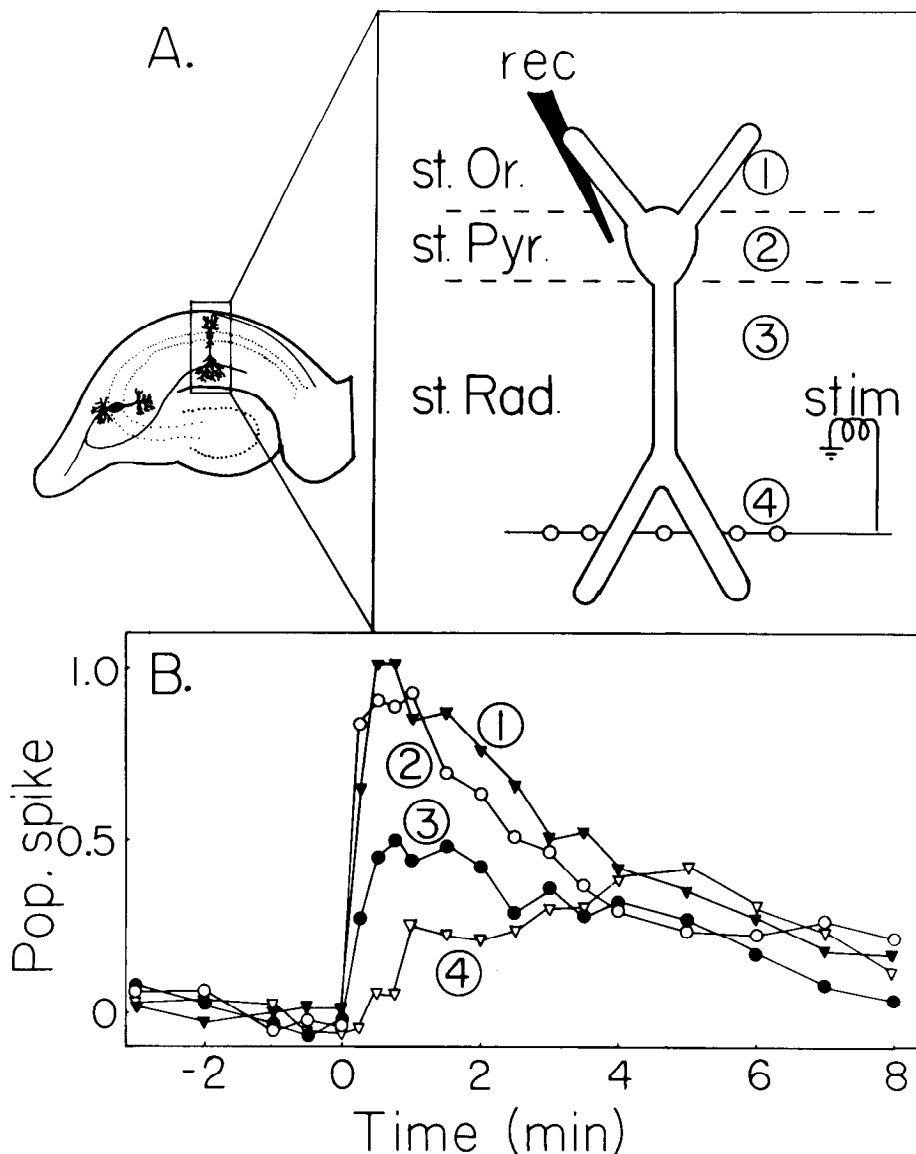 A.
rec
st. Or.
①
st. Pyr.
②
③
st. Rad.
stim
④
B.
1.0
0.5
0
Pop. spike
①
②
③
④
-2 0 2 4 6 8
Time (min)